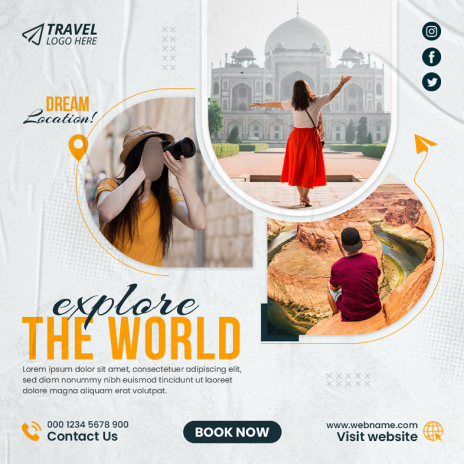 TRAVEL
LOGO HERE
DREAM
Location!
explore
THE WORLD
Lorem ipsum dolor sit amet, consectetuer adipiscing elit,
sed diam nonummy nibh euismod tincidunt ut laoreet
dolore magna aliquam erat volutpat.
000 1234 5678 900
Contact Us
BOOK NOW
www.webname.com
Visit website